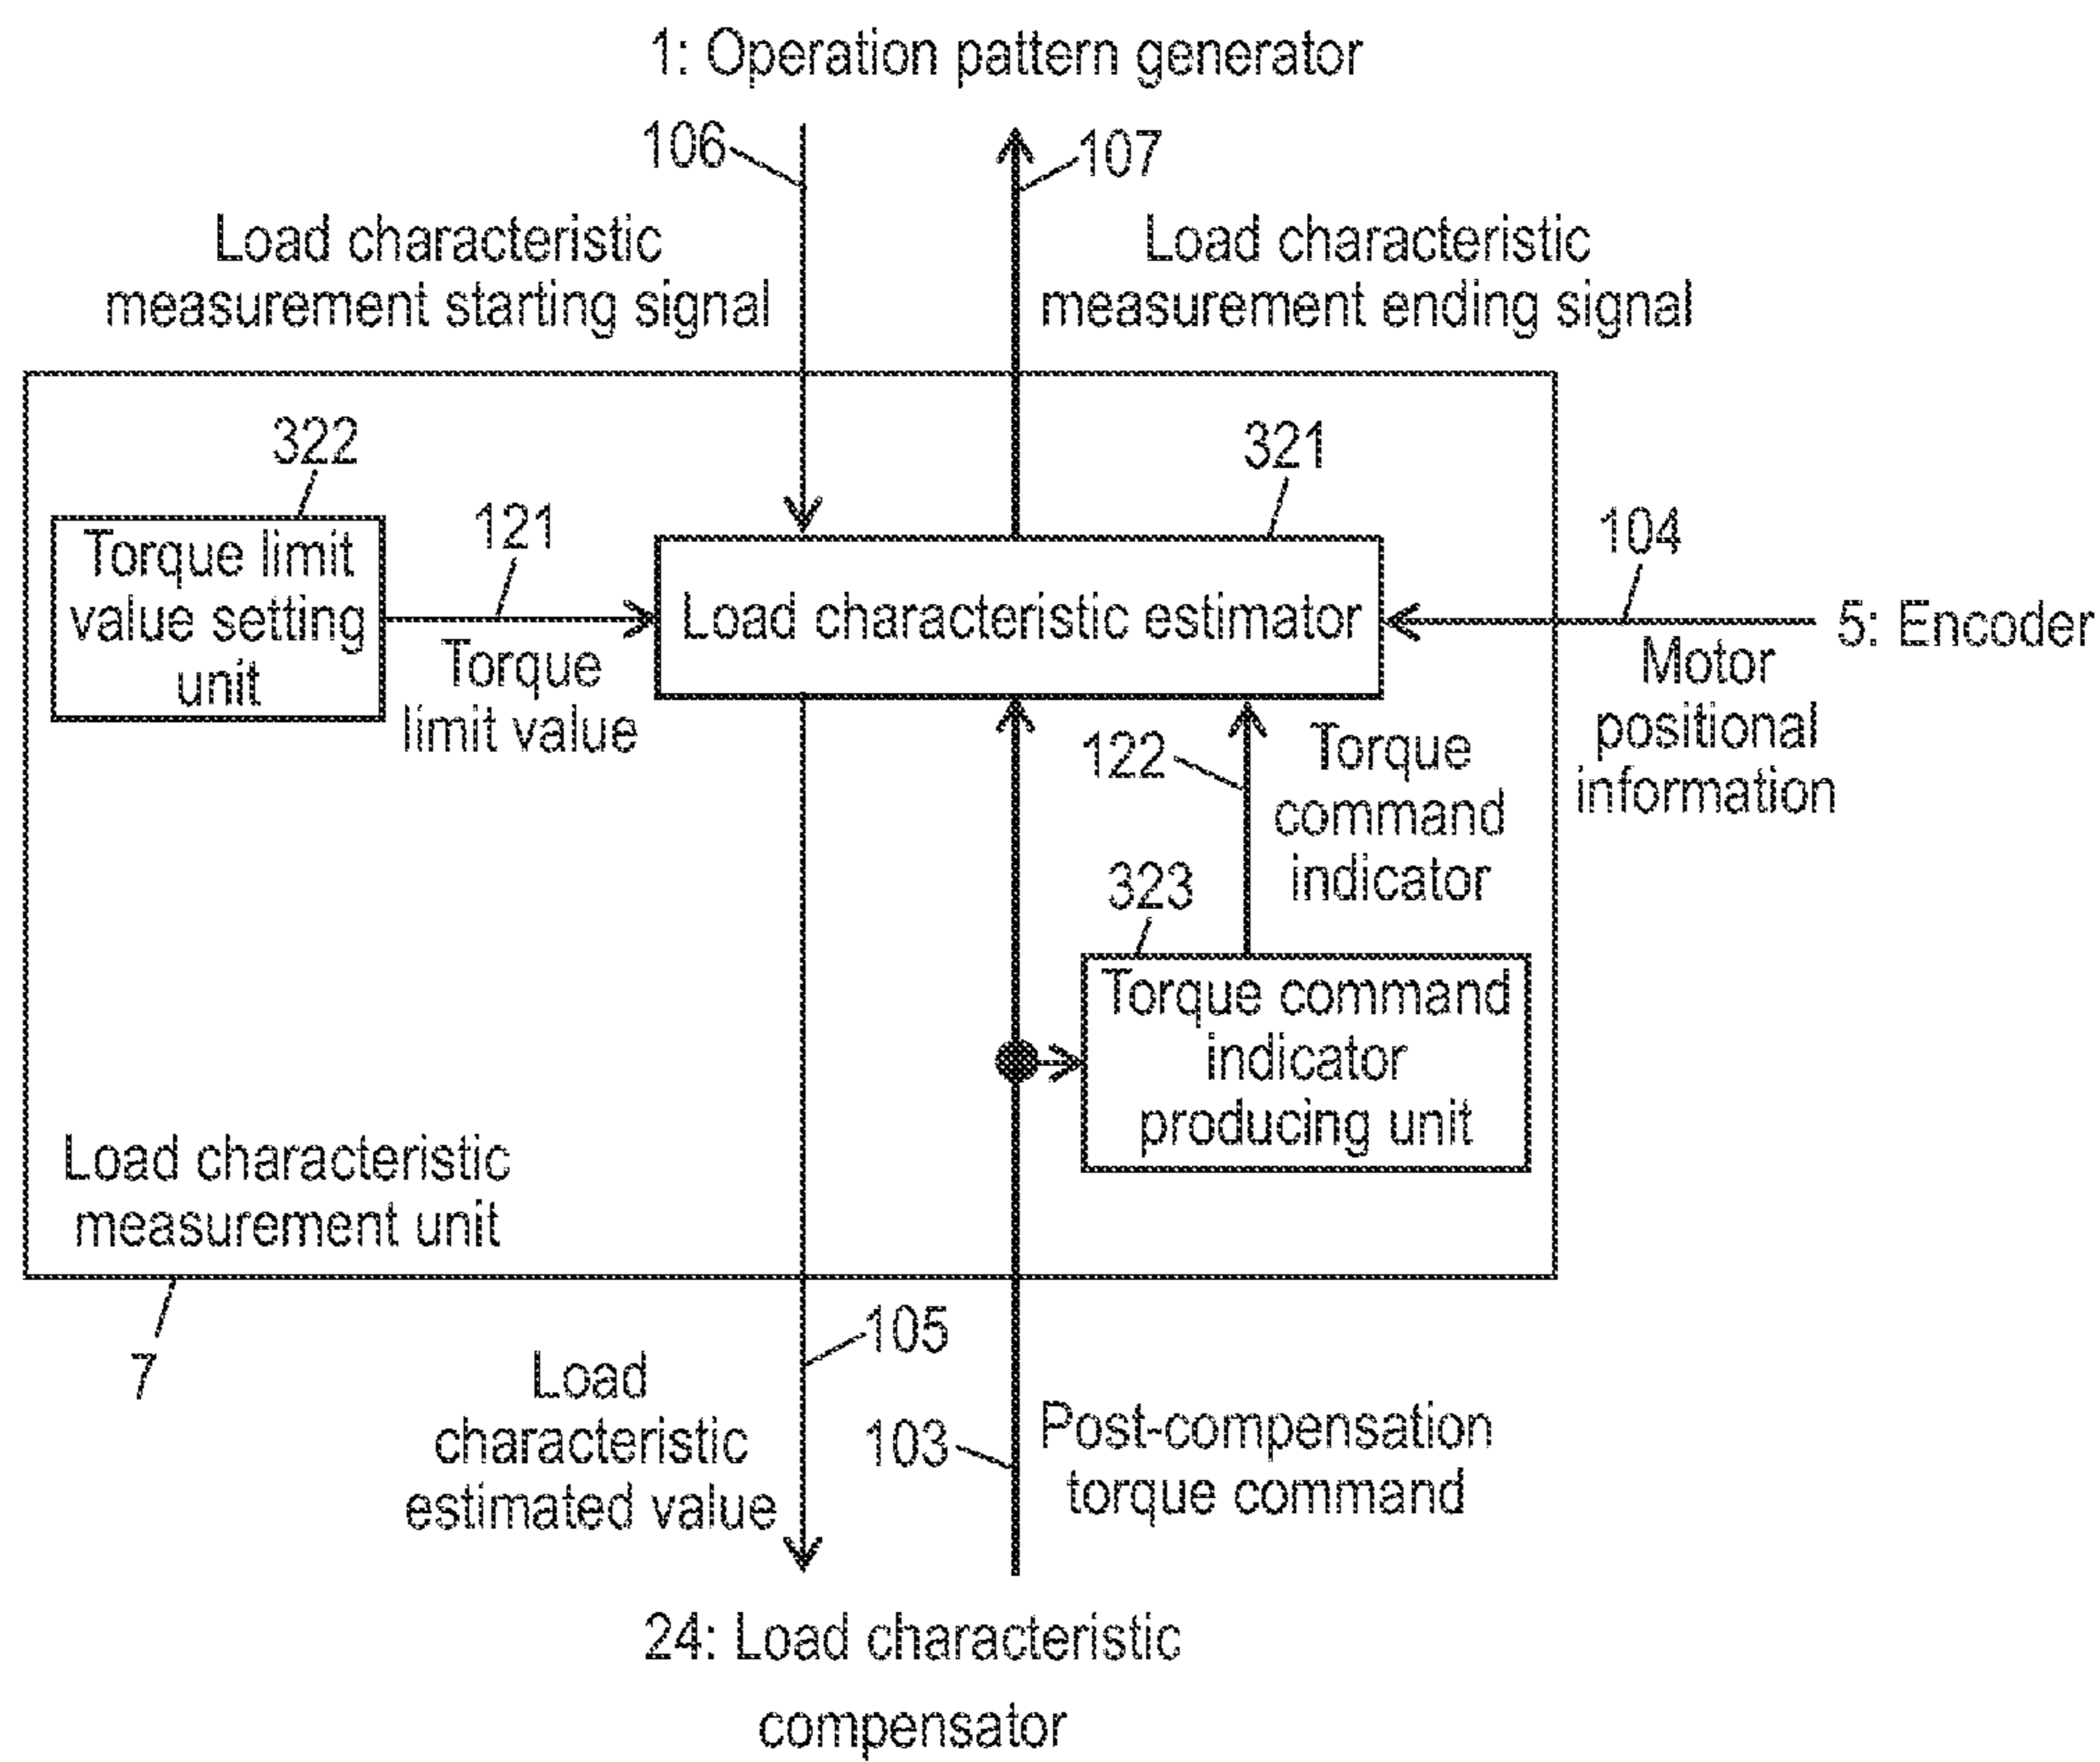 1: Operation pattern generator
106
107
Load characteristic
measurement starting signal
Load characteristic
measurement ending signal
322
321
Torque limit
value setting
unit
121
Torque
limit value
Load characteristic estimator
104
5: Encoder
Motor
positional
information
122
Torque
command
indicator
323
Torque command
indicator
producing unit
Load characteristic
measurement unit
7
105
Load
characteristic
estimated value
103
Post-compensation
torque command
24: Load characteristic
compensator